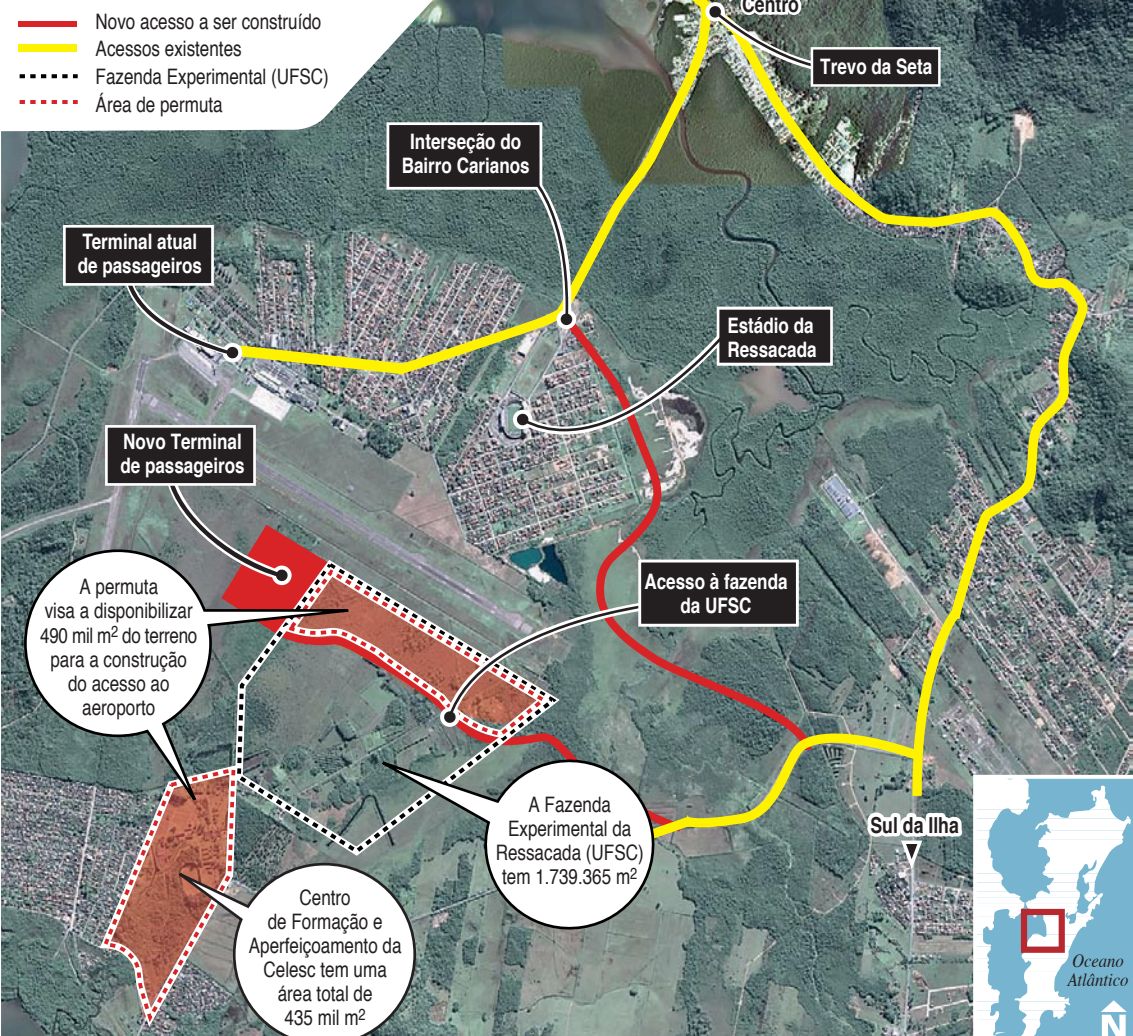 Novo acesso a ser construído
Acessos existentes
Fazenda Experimental (UFSC)
Área de permuta
Centro
Trevo da Seta
Interseção do
Bairro Carianos
Terminal atual
de passageiros
Estádio da
Ressacada
Novo Terminal
de passageiros
Acesso à fazenda
da UFSC
A permuta
visa a disponibilizar
490 mil m² do terreno
para a construção
do acesso ao
aeroporto
A Fazenda
Experimental da
Ressacada (UFSC)
tem 1.739.365 m²
Sul da Ilha
Centro
de Formação e
Aperfeiçoamento da
Celesc tem uma
área total de
435 mil m²
Oceano
Atlântico
N